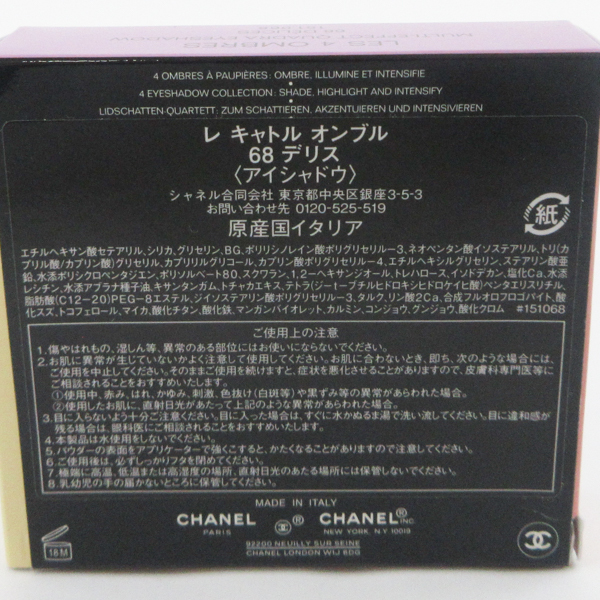 LES 4 OMBRES
MULTI-EFFECT QUADRA EYESHADOW
68 DÉLICES
4 OMBRES À PAUPIÈRES: OMBRE, ILLUMINE ET INTENSIFIE
4 EYESHADOW COLLECTION: SHADE, HIGHLIGHT AND INTENSIFY
LIDSCHATTEN-QUARTETT: ZUM SCHATTIEREN, AKZENTUIEREN UND INTENSIVIEREN
レ キャトル オンブル
68 デリス
〈アイシャドウ〉
シャネル合同会社 東京都中央区銀座3-5-3
お問い合わせ先 0120-525-519
原産国イタリア
紙
エチルヘキサン酸セテアリル, シリカ, グリセリン, BG, ポリリシノレイン酸ポリグリセリル-3, ネオペンタン酸イソステアリル, トリ(カ
プリル酸/カプリン酸)グリセリル, カプリリルグリコール, カプリン酸ポリグリセリル-4, エチルヘキシルグリセリン, ステアリン酸亜
鉛, 水添ポリシクロペンタジエン, ポリソルベート80, スクワラン, 1,2-ヘキサンジオール, トレハロース, イソドデカン, 塩化Ca, 水添
レシチン, 水添アブラナ種子油, キサンタンガム, トチャカエキス, テトラ(ジ-t-ブチルヒドロキシヒドロケイヒ酸)ペンタエリスリチル,
脂肪酸(C12-20)PEG-8エステル, ジイソステアリン酸ポリグリセリル-3, タルク, リン酸2Ca, 合成フルオロフロゴパイト, 酸
化スズ, トコフェロール, マイカ, 酸化チタン, 酸化鉄, マンガンバイオレット, カルミン, コンジョウ, グンジョウ, 酸化クロム #151068
ご使用上の注意
1.傷やはれもの、湿しん等、異常のある部位にはお使いにならないでください。
2.お肌に異常が生じていないかよく注意して使用してください。お肌に合わないとき、即ち、次のような場合には、
ご使用を中止してください。そのままご使用を続けますと、症状を悪化させることがありますので、皮膚科専門医等に
ご相談されることをおすすめいたします。
①使用中、赤み、はれ、かゆみ、刺激、色抜け(白斑等)や黒ずみ等の異常があらわれた場合。
②使用したお肌に、直射日光があたって上記のような異常があらわれた場合。
3.目に入らないよう十分ご注意ください。目に入った場合は、すぐに水かぬるま湯で洗い流してください。目に違和感が
残る場合は、眼科医にご相談されることをおすすめいたします。
4.本製品は水使用をしないでください。
5.パウダーの表面をアプリケーターで強くこすると、かたくなることがありますので注意してください。
6.ご使用後は、必ずしっかりフタを閉めてください。
7.極端に高温、低温または高湿度の場所、直射日光のあたる場所には保管しないでください。
8.乳幼児の手の届かないところに保管してください。
MADE IN ITALY
CHANEL ® CHANEL® INC.
PARIS NEW YORK N.Y. 10019
92200 NEUILLY SUR SEINE
CHANEL LONDON W1J 6DG
18 M